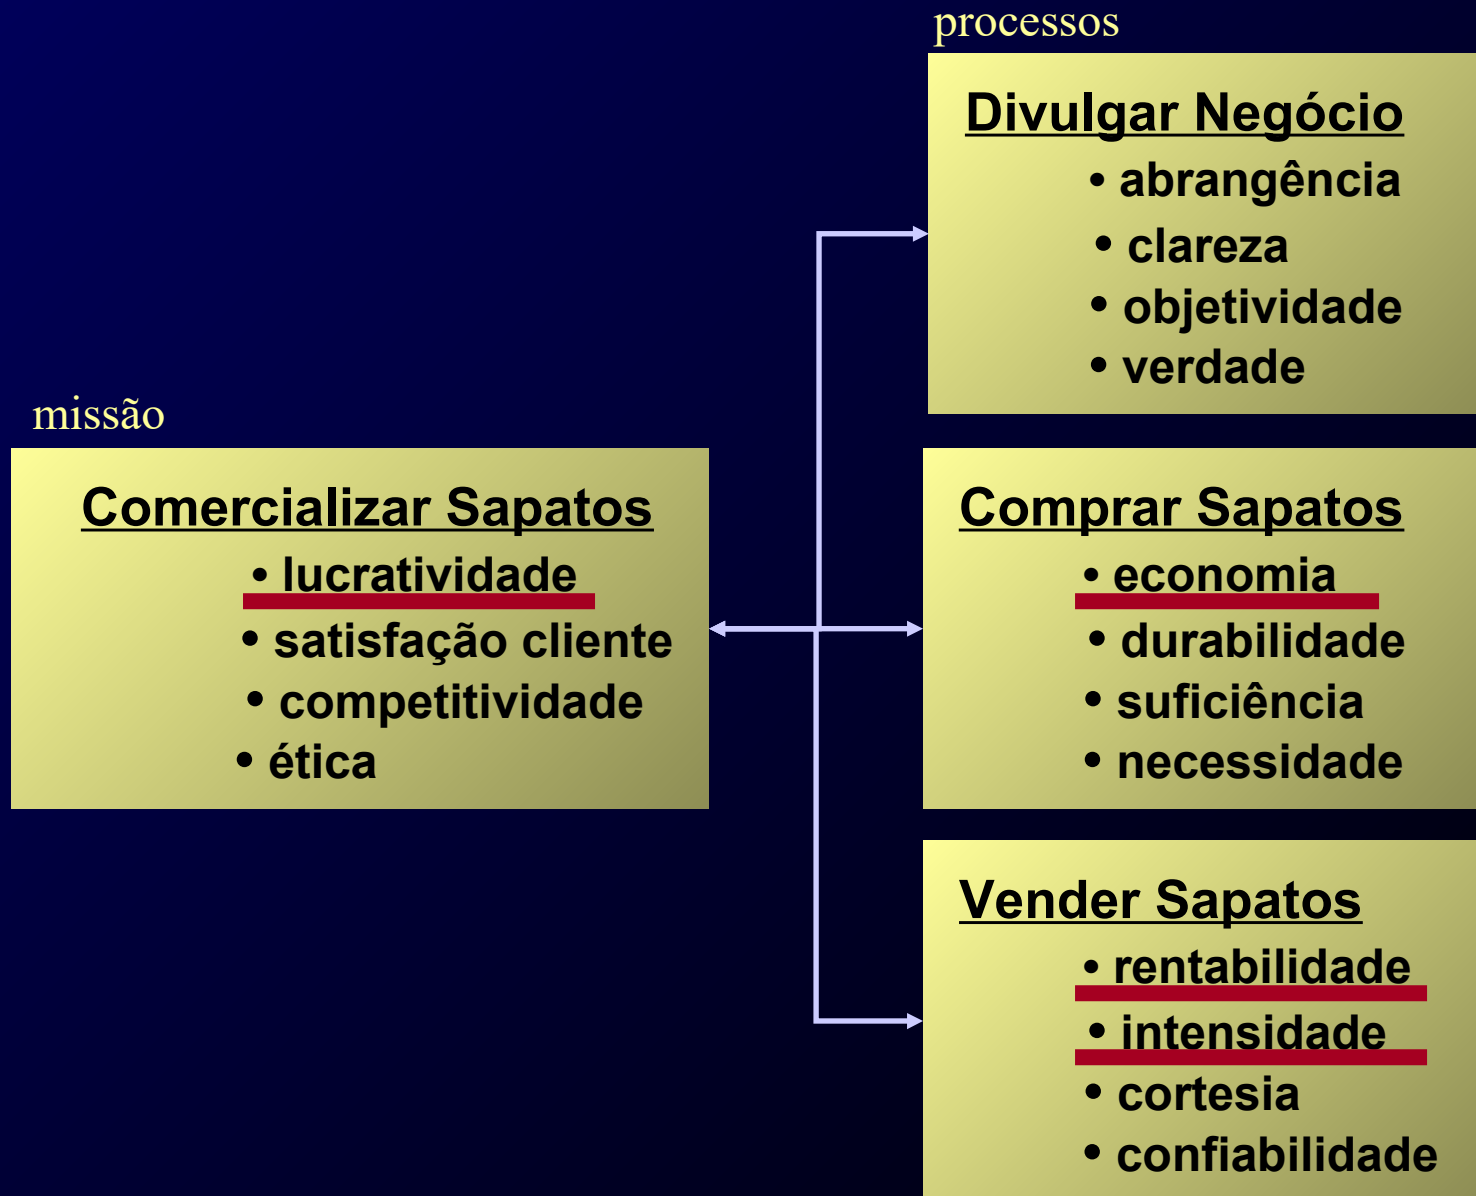 processos
Divulgar Negócio
• abrangência
• clareza
• objetividade
• verdade
missão
Comercializar Sapatos
• lucratividade
• satisfação cliente
• competitividade
• ética
Comprar Sapatos
• economia
• durabilidade
• suficiência
• necessidade
Vender Sapatos
• rentabilidade
• intensidade
• cortesia
• confiabilidade